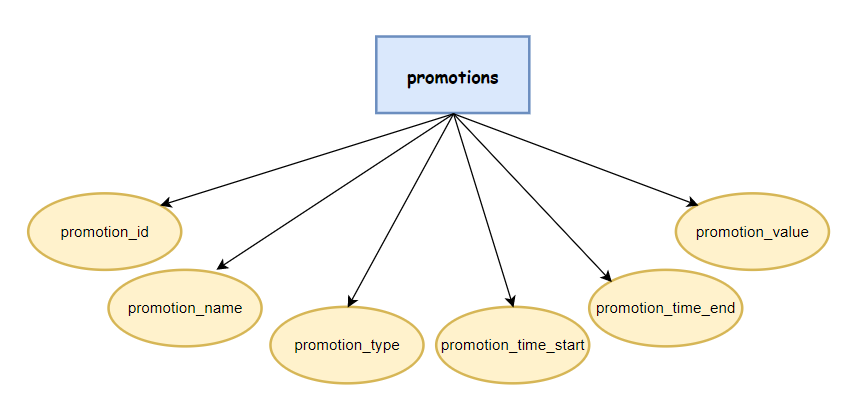 promotions
promotion_id
promotion_value
promotion_name
promotion_time_end
promotion_type
promotion_time_start